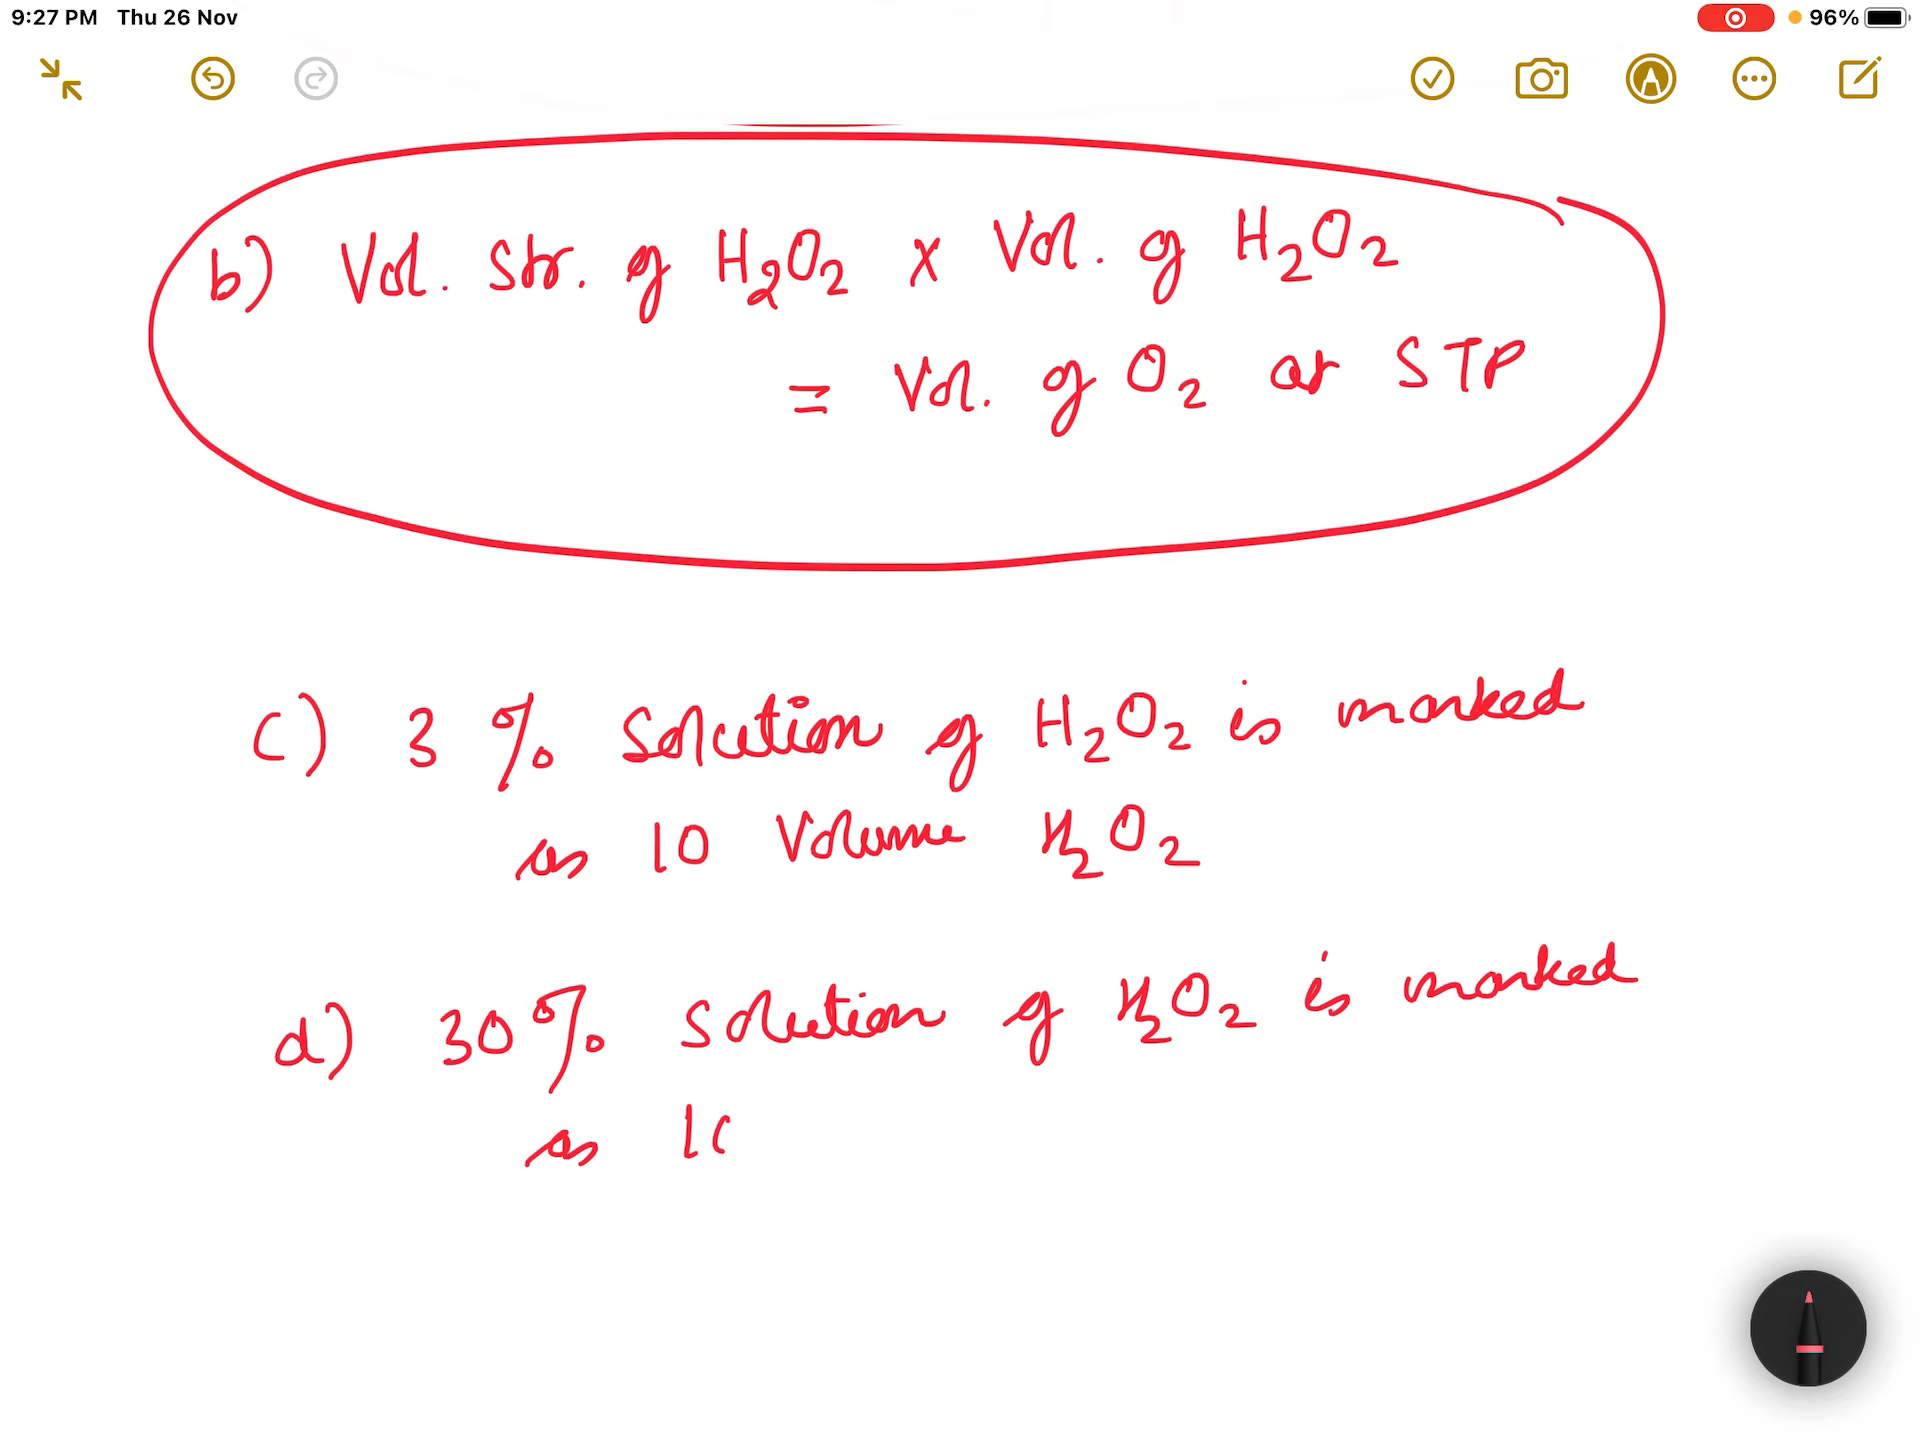 9:27 PM Thu 26 Nov
96%
b) Vol. Str. of H₂O₂ x Vol. of H₂O₂
= Vol. of O₂ at STP
c) 3 % Solution of H₂O₂ is marked
as 10 Volume H₂O₂
d) 30% Solution of H₂O₂ is marked
as 1